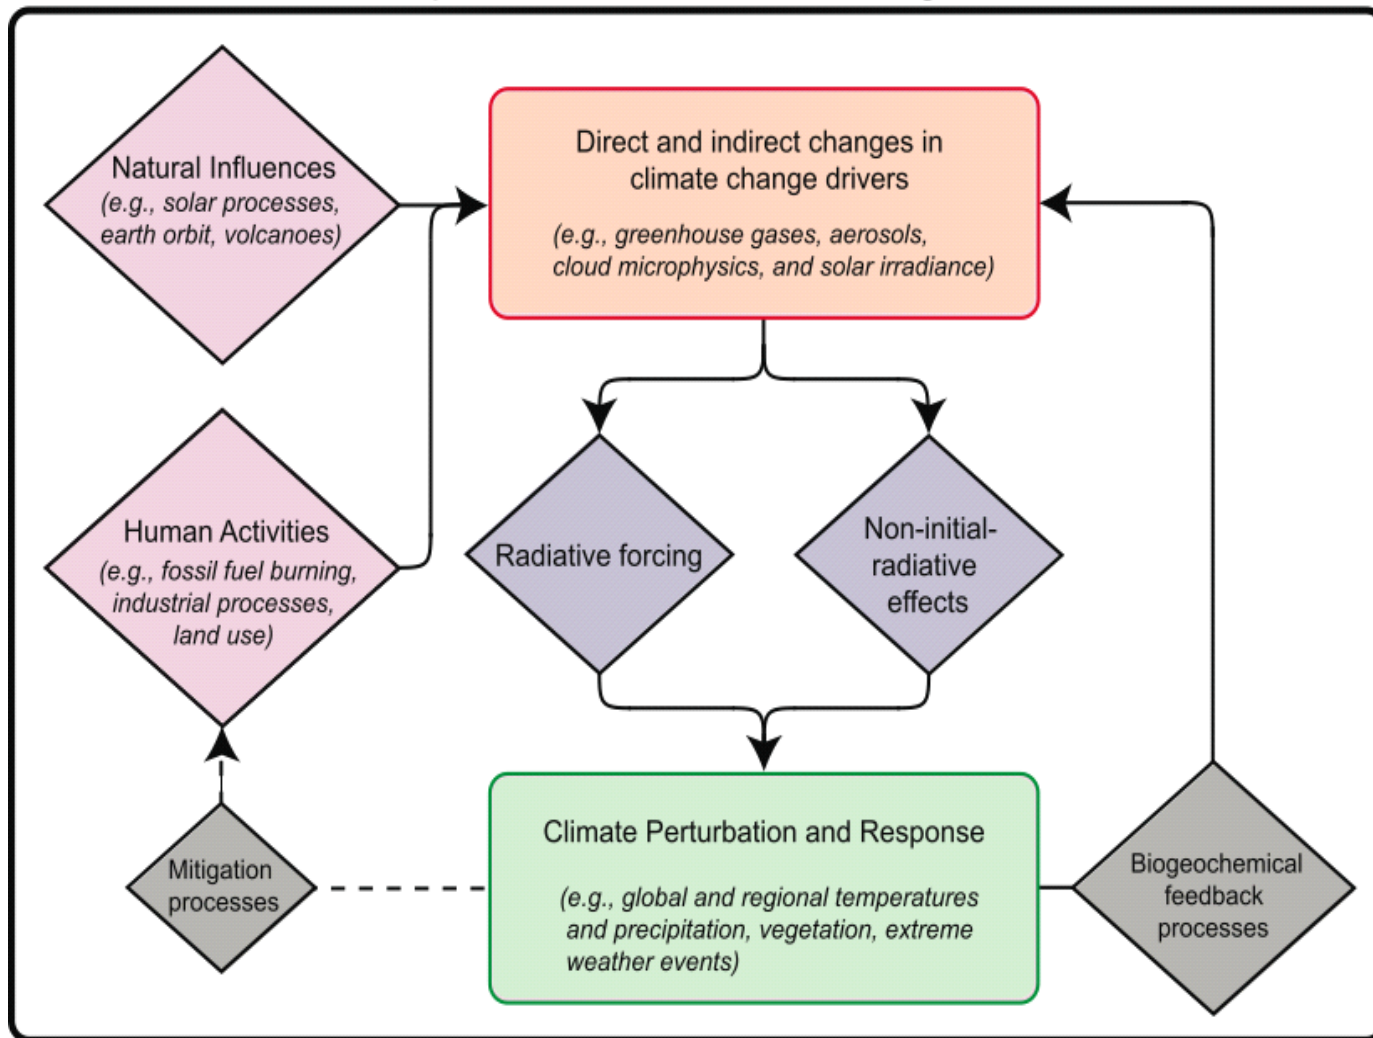 Natural Influences
(e.g., solar processes,
earth orbit, volcanoes)
Direct and indirect changes in
climate change drivers
(e.g., greenhouse gases, aerosols,
cloud microphysics, and solar irradiance)
Human Activities
(e.g., fossil fuel burning,
industrial processes,
land use)
Radiative forcing
Non-initial-
radiative
effects
Mitigation
processes
Climate Perturbation and Response
(e.g., global and regional temperatures
and precipitation, vegetation, extreme
weather events)
Biogeochemical
feedback
processes